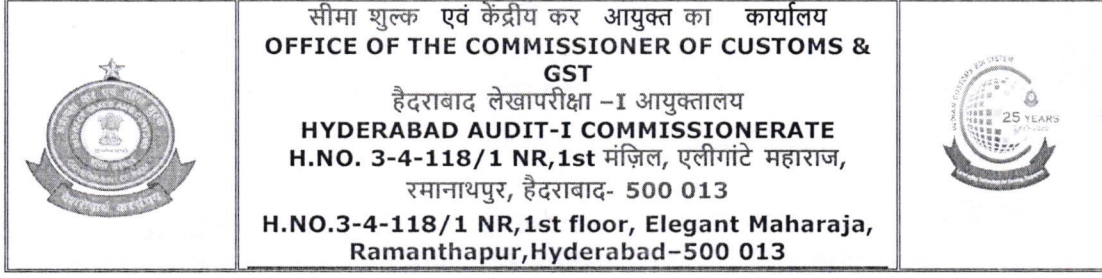 सीमा शुल्क एवं केंद्रीय कर आयुक्त का कार्यालय
OFFICE OF THE COMMISSIONER OF CUSTOMS &
GST
हैदराबाद लेखापरीक्षा –I आयुक्तालय
HYDERABAD AUDIT-I COMMISSIONERATE
H.NO. 3-4-118/1 NR,1st मंज़िल, एलीगांटे महाराज,
रमानाथपुर, हैदराबाद- 500 013
H.NO.3-4-118/1 NR,1st floor, Elegant Maharaja,
Ramanthapur,Hyderabad–500 013
25 YEARS